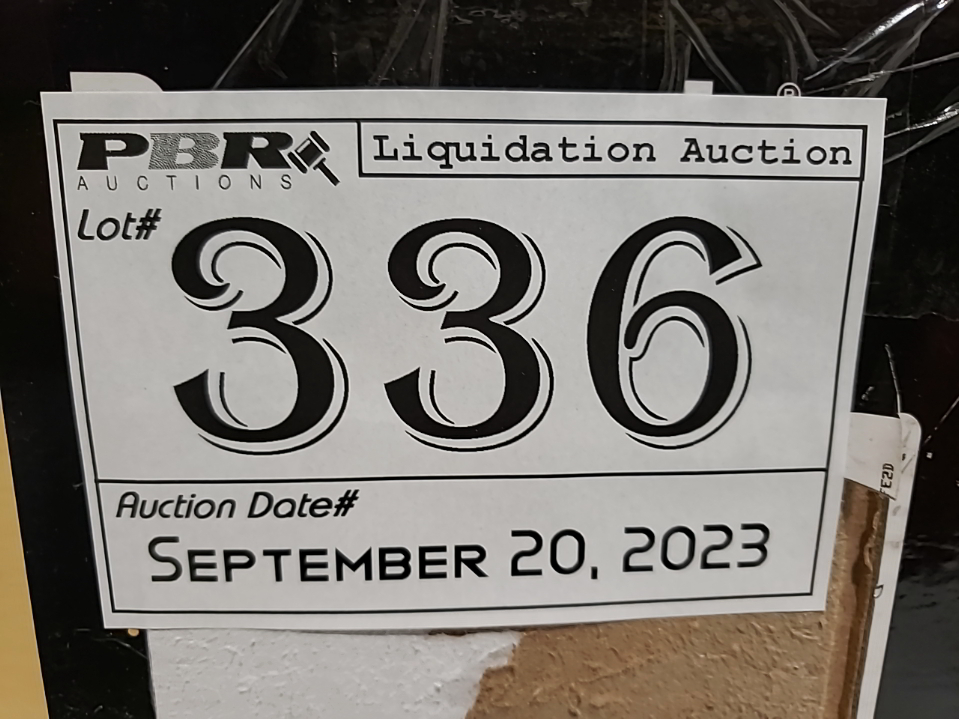 PBR
AUCTIONS
Liquidation Auction
Lot#
336
Auction Date#
SEPTEMBER 20, 2023
®